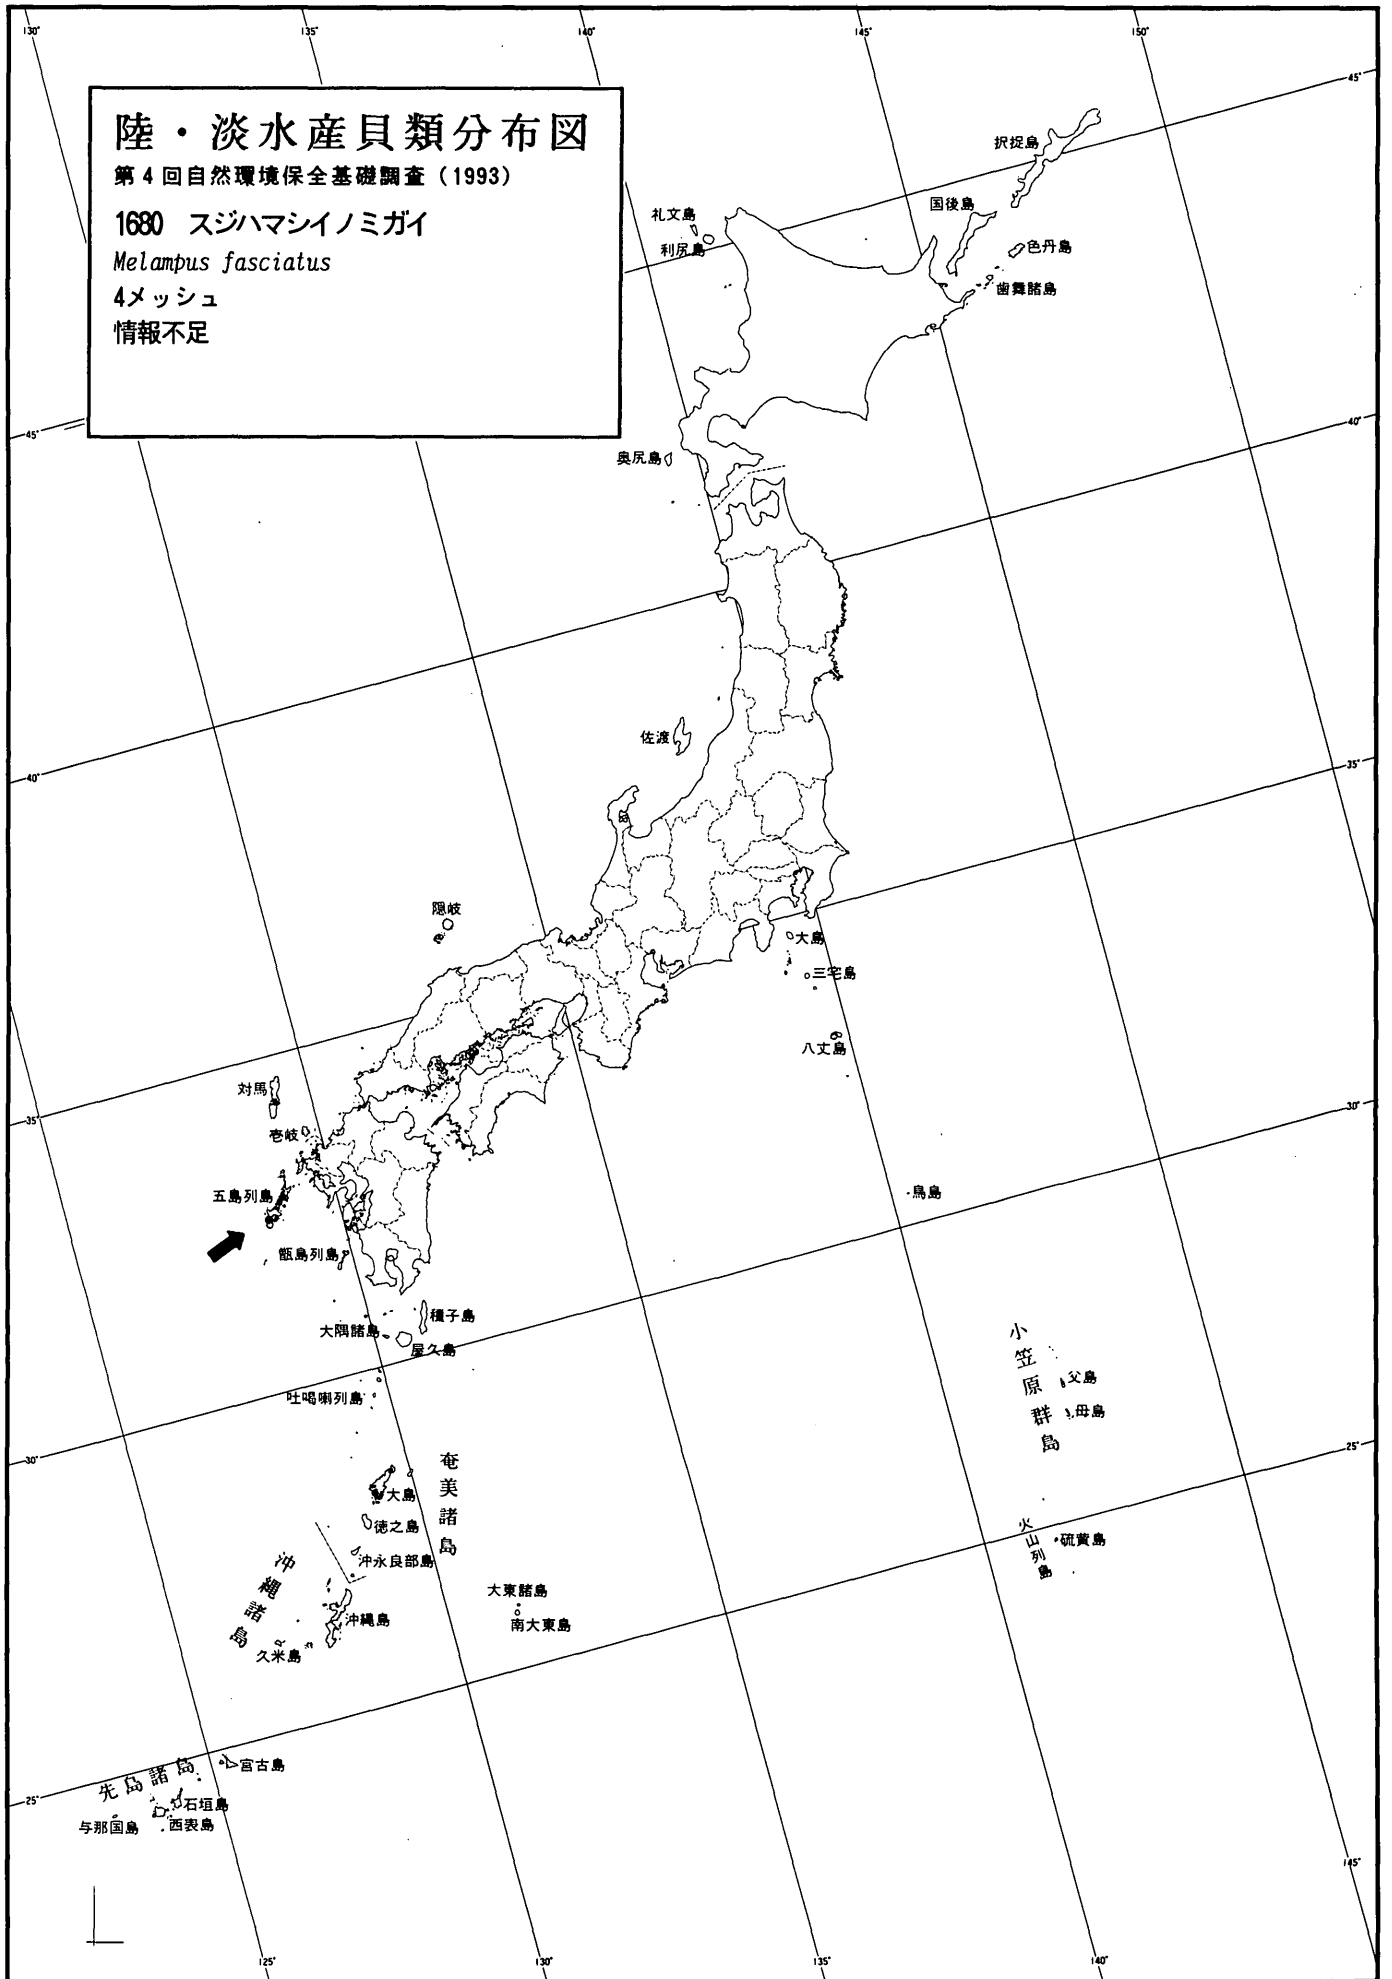 130°
135°
140°
145°
150°
45°
陸・淡水産貝類分布図
第4回自然環境保全基礎調査（1993）
1680 スジハマシイノミガイ
Melampus fasciatus
4メッシュ
情報不足
択捉島
国後島
礼文島
利尻島
色丹島
歯舞諸島
45°
40°
奥尻島
佐渡
40°
35°
隠岐
大島
三宅島
八丈島
対馬
35°
壱岐
30°
五島列島
鳥島
甑島列島
種子島
大隅諸島
屋久島
吐噶喇列島
小笠原群島
父島
母島
30°
25°
奄美諸島
大島
徳之島
沖永良部島
火山列島
硫黄島
沖縄諸島
沖縄島
久米島
大東諸島
南大東島
先島諸島
宮古島
石垣島
西表島
与那国島
25°
145°
125°
130°
135°
140°